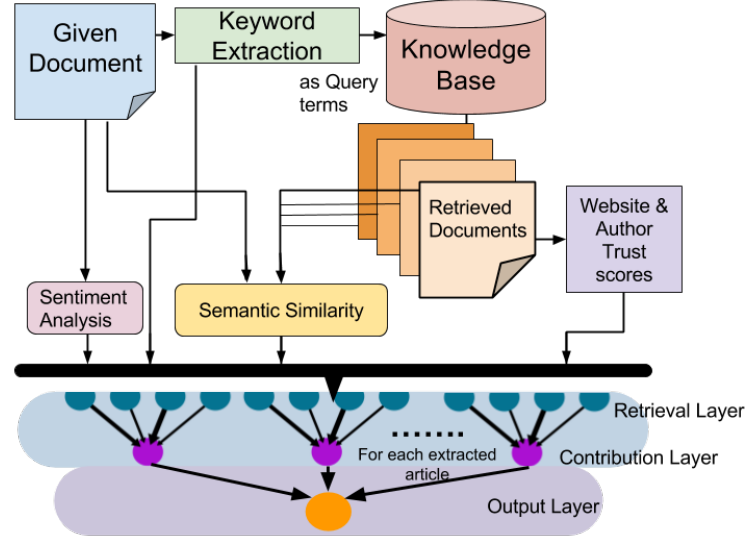 Given
Document
Keyword
Extraction
Knowledge
Base
as Query
terms
Retrieved
Documents
Website &
Author
Trust
scores
Sentiment
Analysis
Semantic Similarity
Retrieval Layer
For each extracted
article
Contribution Layer
Output Layer